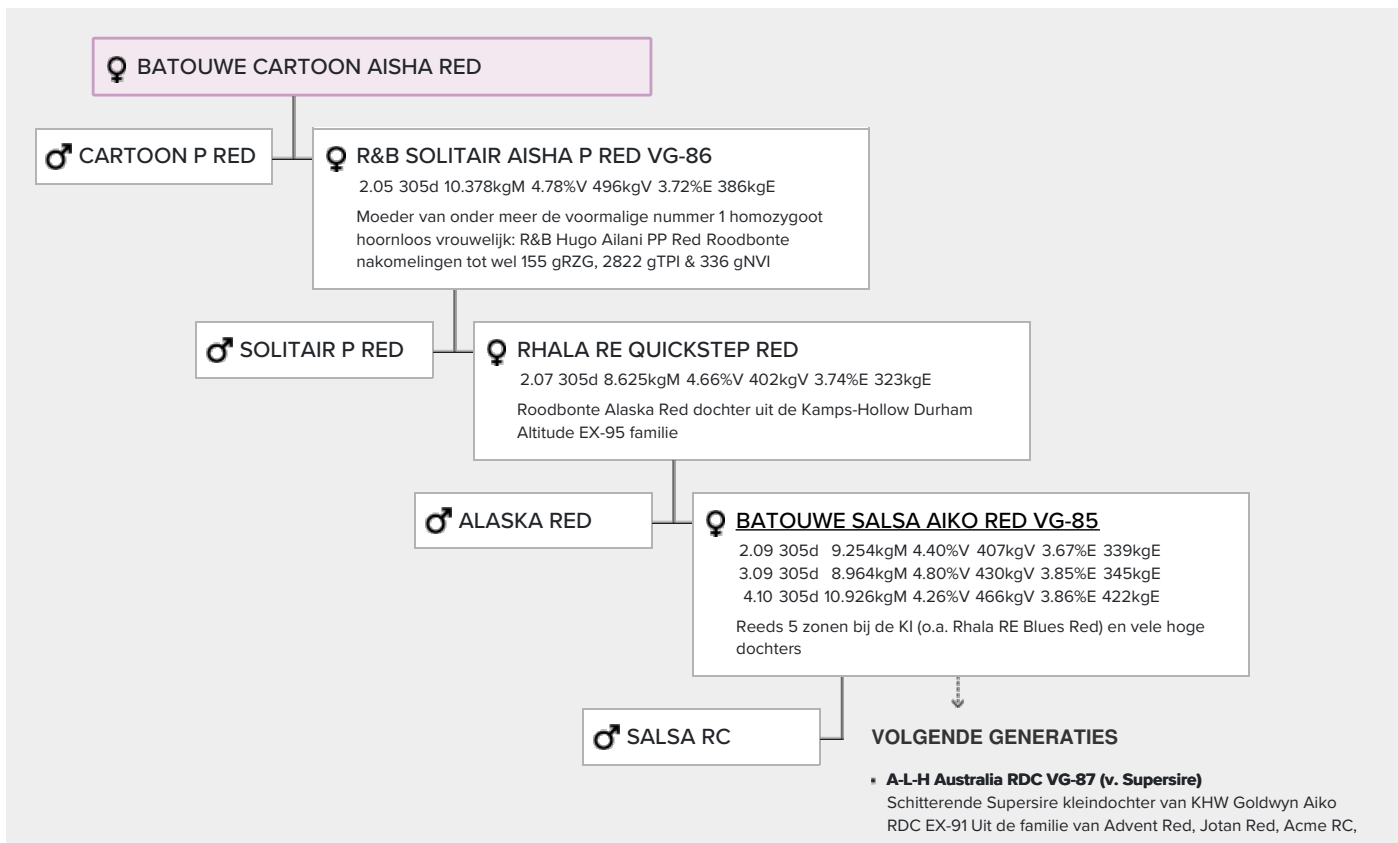 BATOUWE CARTOON AISHA RED
CARTOON P RED
R&B SOLITAIR AISHA P RED VG-86
2.05 305d 10.378kgM 4.78%V 496kgV 3.72%E 386kgE
Moeder van onder meer de voormalige nummer 1 homozygoot
hoornloos vrouwelijk: R&B Hugo Ailani PP Red Roodbonte
nakomelingen tot wel 155 gRZG, 2822 gTPI & 336 gNVI
SOLITAIR P RED
RHALA RE QUICKSTEP RED
2.07 305d 8.625kgM 4.66%V 402kgV 3.74%E 323kgE
Roodbonte Alaska Red dochter uit de Kamps-Hollow Durham
Altitude EX-95 familie
ALASKA RED
BATOUWE SALSA AIKO RED VG-85
2.09 305d 9.254kgM 4.40%V 407kgV 3.67%E 339kgE
3.09 305d 8.964kgM 4.80%V 430kgV 3.85%E 345kgE
4.10 305d 10.926kgM 4.26%V 466kgV 3.86%E 422kgE
Reeds 5 zonen bij de KI (o.a. Rhala RE Blues Red) en vele hoge
dochters
SALSA RC
VOLGENDE GENERATIES
▪ A-L-H Australia RDC VG-87 (v. Supersire)
Schitterende Supersire kleindochter van KHW Goldwyn Aiko
RDC EX-91 Uit de familie van Advent Red, Jotan Red, Acme RC,